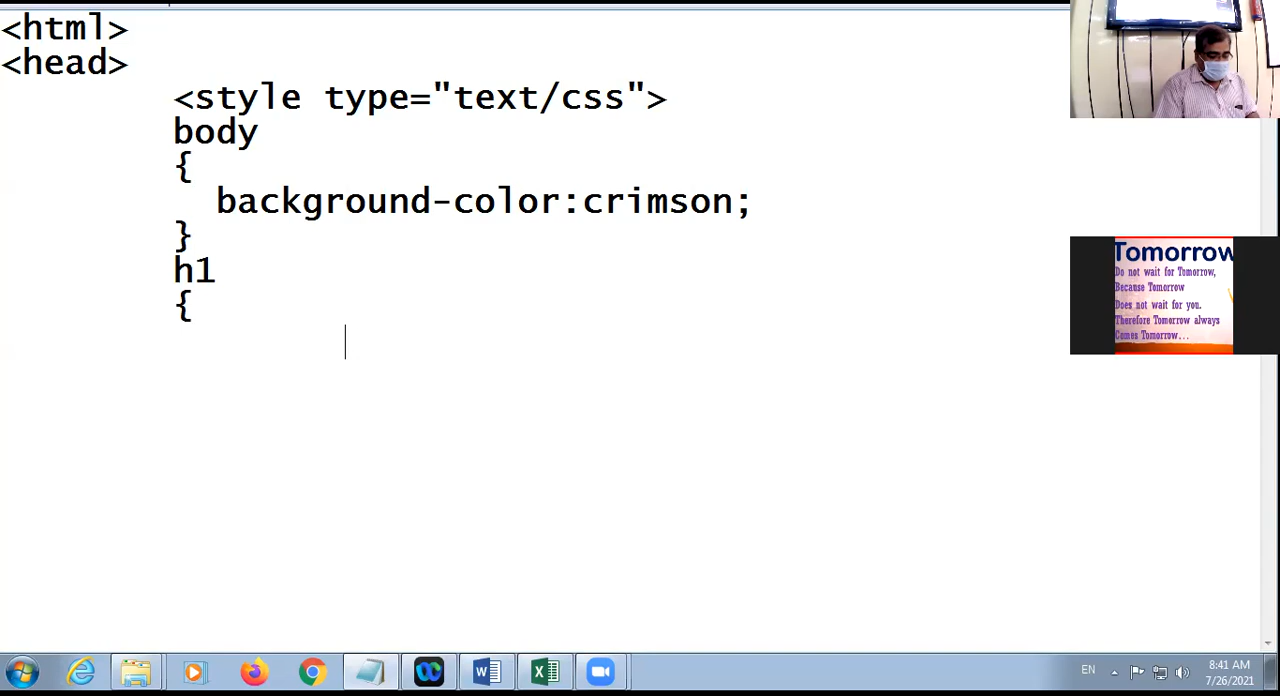 <html>
<head>
<style type="text/css">
body
{
background-color:crimson;
}
h1
{
Tomorrow
Do not wait for Tomorrow,
Because Tomorrow
Does not wait for you.
Therefore Tomorrow always
Comes Tomorrow...
EN
8:41 AM
7/26/2021